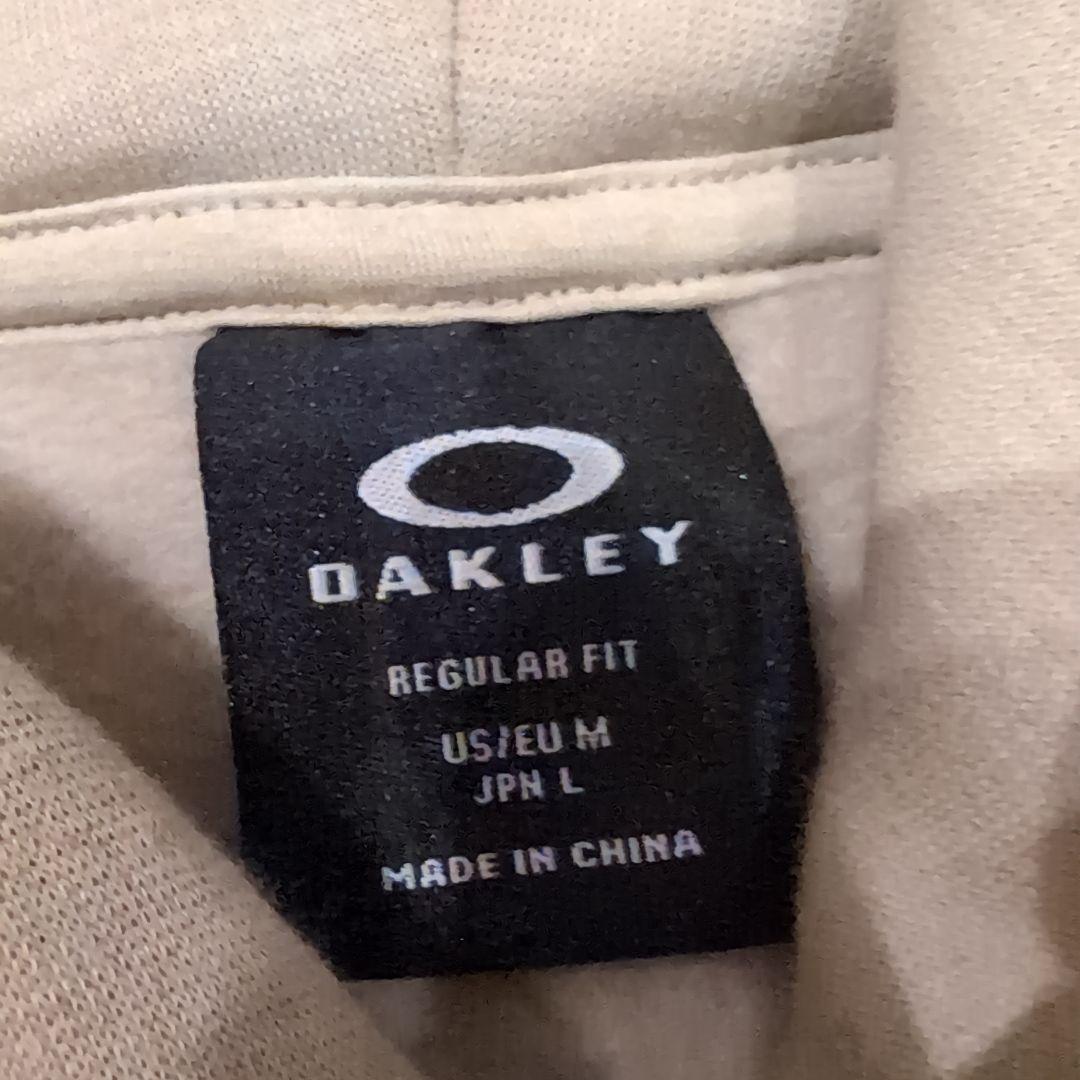 OAKLEY
REGULAR FIT
US/EU M
JPN L
MADE IN CHINA